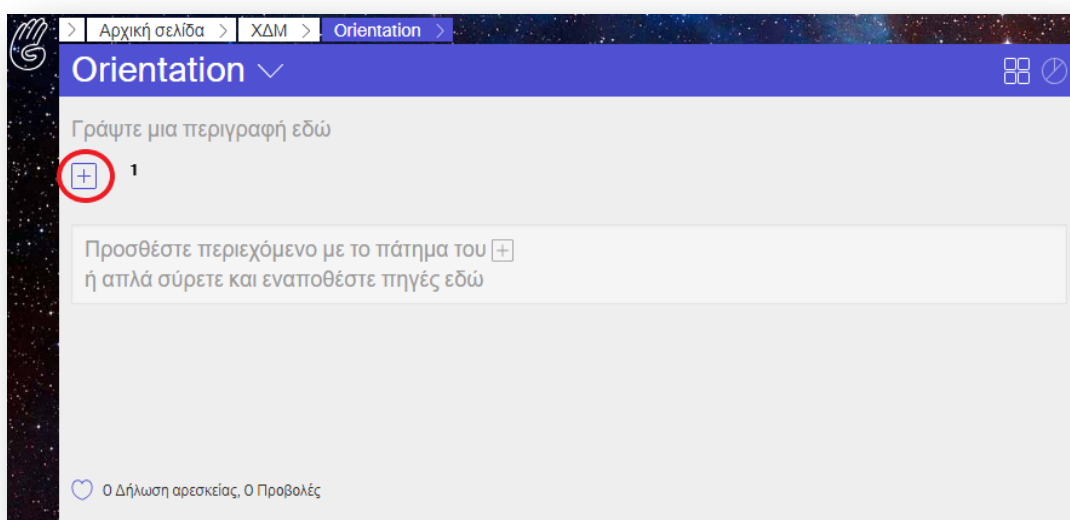 > Αρχική σελίδα > ΧΔΜ > Orientation >
Orientation
Γράψτε μια περιγραφή εδώ
1
Προσθέστε περιεχόμενο με το πάτημα του +
ή απλά σύρετε και εναποθέστε πηγές εδώ
0 Δήλωση αρεσκείας, 0 Προβολές